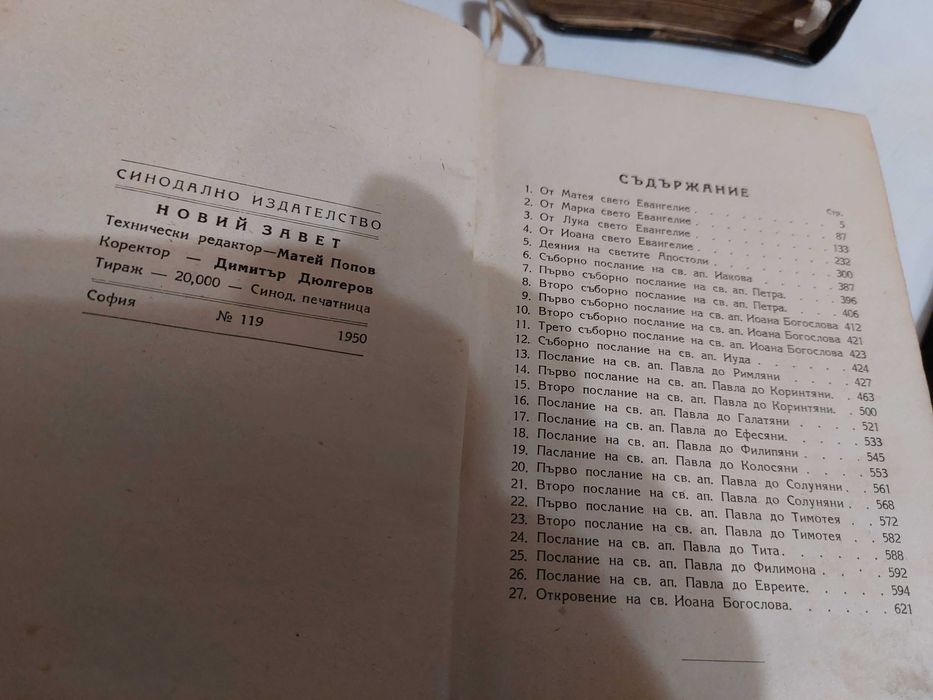 СИНОДАЛНО ИЗДАТЕЛСТВО
НОВИЙ ЗАВЕТ
Технически редактор—Матей Попов
Коректор — Димитър Дюлгеров
Тираж — 20,000 — Синод. печатница
София № 119 1950
СЪДЪРЖАНИЕ
Стр.
1. От Матея свето Евангелие . . . . . . . . 5
2. От Марка свето Евангелие . . . . . . . . 87
3. От Лука свето Евангелие . . . . . . . . 133
4. От Иоана свето Евангелие . . . . . . . . 232
5. Деяния на светите Апостоли . . . . . . . 300
6. Съборно послание на св. ап. Иакова . . . . 387
7. Първо съборно послание на св. ап. Петра. . . . 396
8. Второ съборно послание на св. ап. Петра. . . . 406
9. Първо съборно послание на св. ап. Иоана Богослова 412
10. Второ съборно послание на св. ап. Иоана Богослова 421
11. Трето съборно послание на св. ап. Иоана Богослова 423
12. Съборно послание на св. ап. Иуда . . . . . 424
13. Послание на св. ап. Павла до Римляни . . . . 427
14. Първо послание на св. ап. Павла до Коринтяни. . 463
15. Второ послание на св. ап. Павла до Коринтяни. . 500
16. Послание на св. ап. Павла до Галатяни . . . . 521
17. Послание на св. ап. Павла до Ефесяни. . . . . 533
18. Послание на св. ап. Павла до Филипяни . . . . 545
19. Паслание на св. ап. Павла до Колосяни . . . . 553
20. Първо послание на св. ап. Павла до Солуняни . . 561
21. Второ послание на св. ап. Павла до Солуняни . . 568
22. Първо послание на св. ап. Павла до Тимотея . . 572
23. Второ послание на св. ап. Павла до Тимотея . . 582
24. Послание на св. ап. Павла до Тита. . . . . . 588
25. Послание на св. ап. Павла до Филимона . . . . 592
26. Послание на св. ап. Павла до Евреите. . . . . 594
27. Откровение на св. Иоана Богослова. . . . . . 621